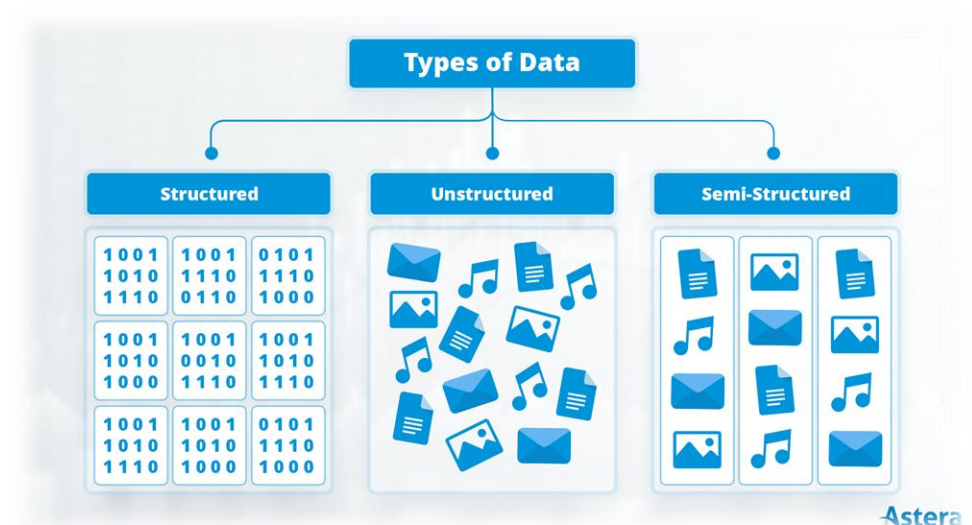 Types of Data
Structured
Unstructured
Semi-Structured
1001 1001 0101
1010 1110 1110
1110 0110 1000
1001 1001 1001
1010 0010 1010
1000 1110 1110
1001 1001 0101
1010 1010 1110
1110 1000 1000
Astera